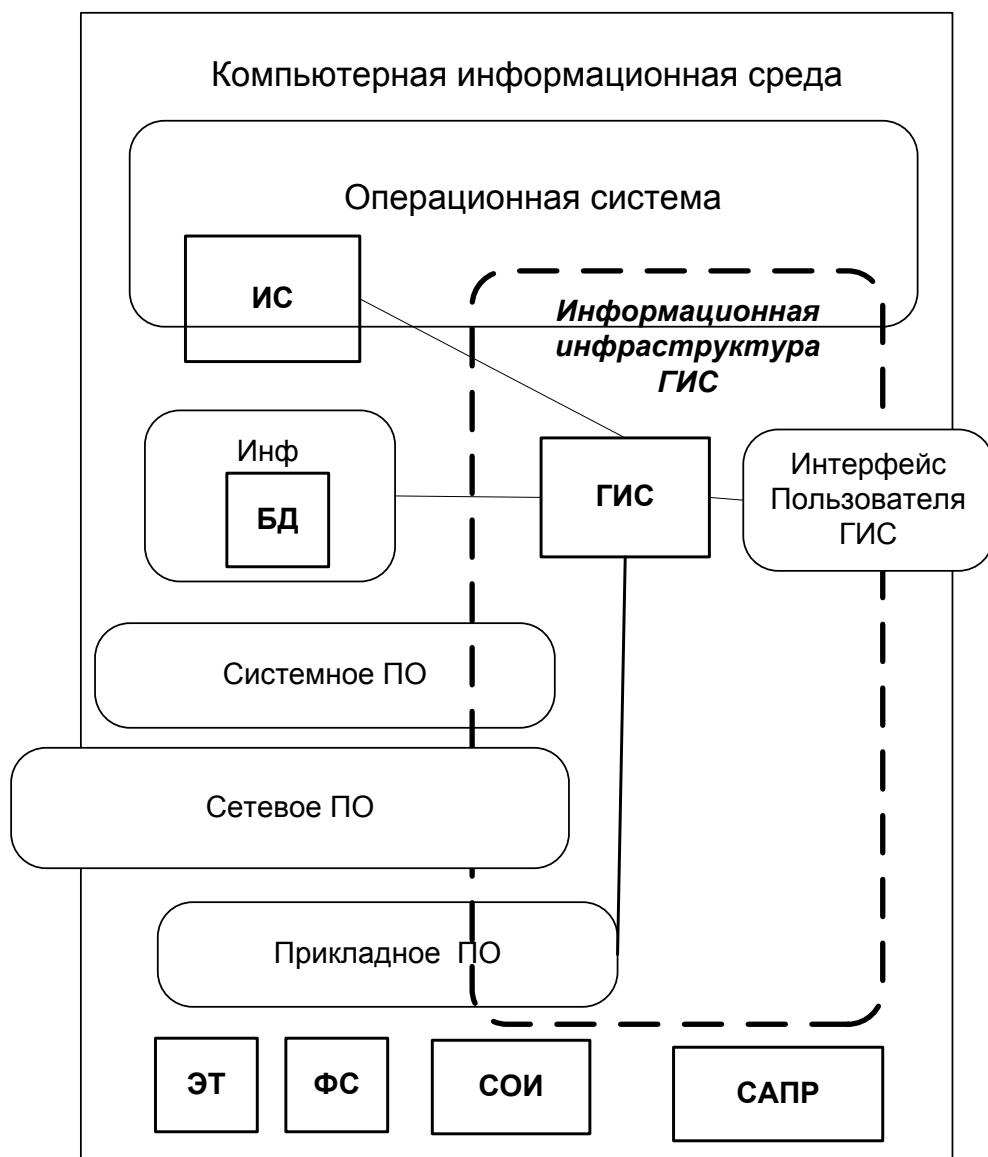 Компьютерная информационная среда
Операционная система
ИС
Информационная
инфраструктура
ГИС
Инф
БД
ГИС
Интерфейс
Пользователя
ГИС
Системное ПО
Сетевое ПО
Прикладное ПО
ЭТ
ФС
СОИ
САПР